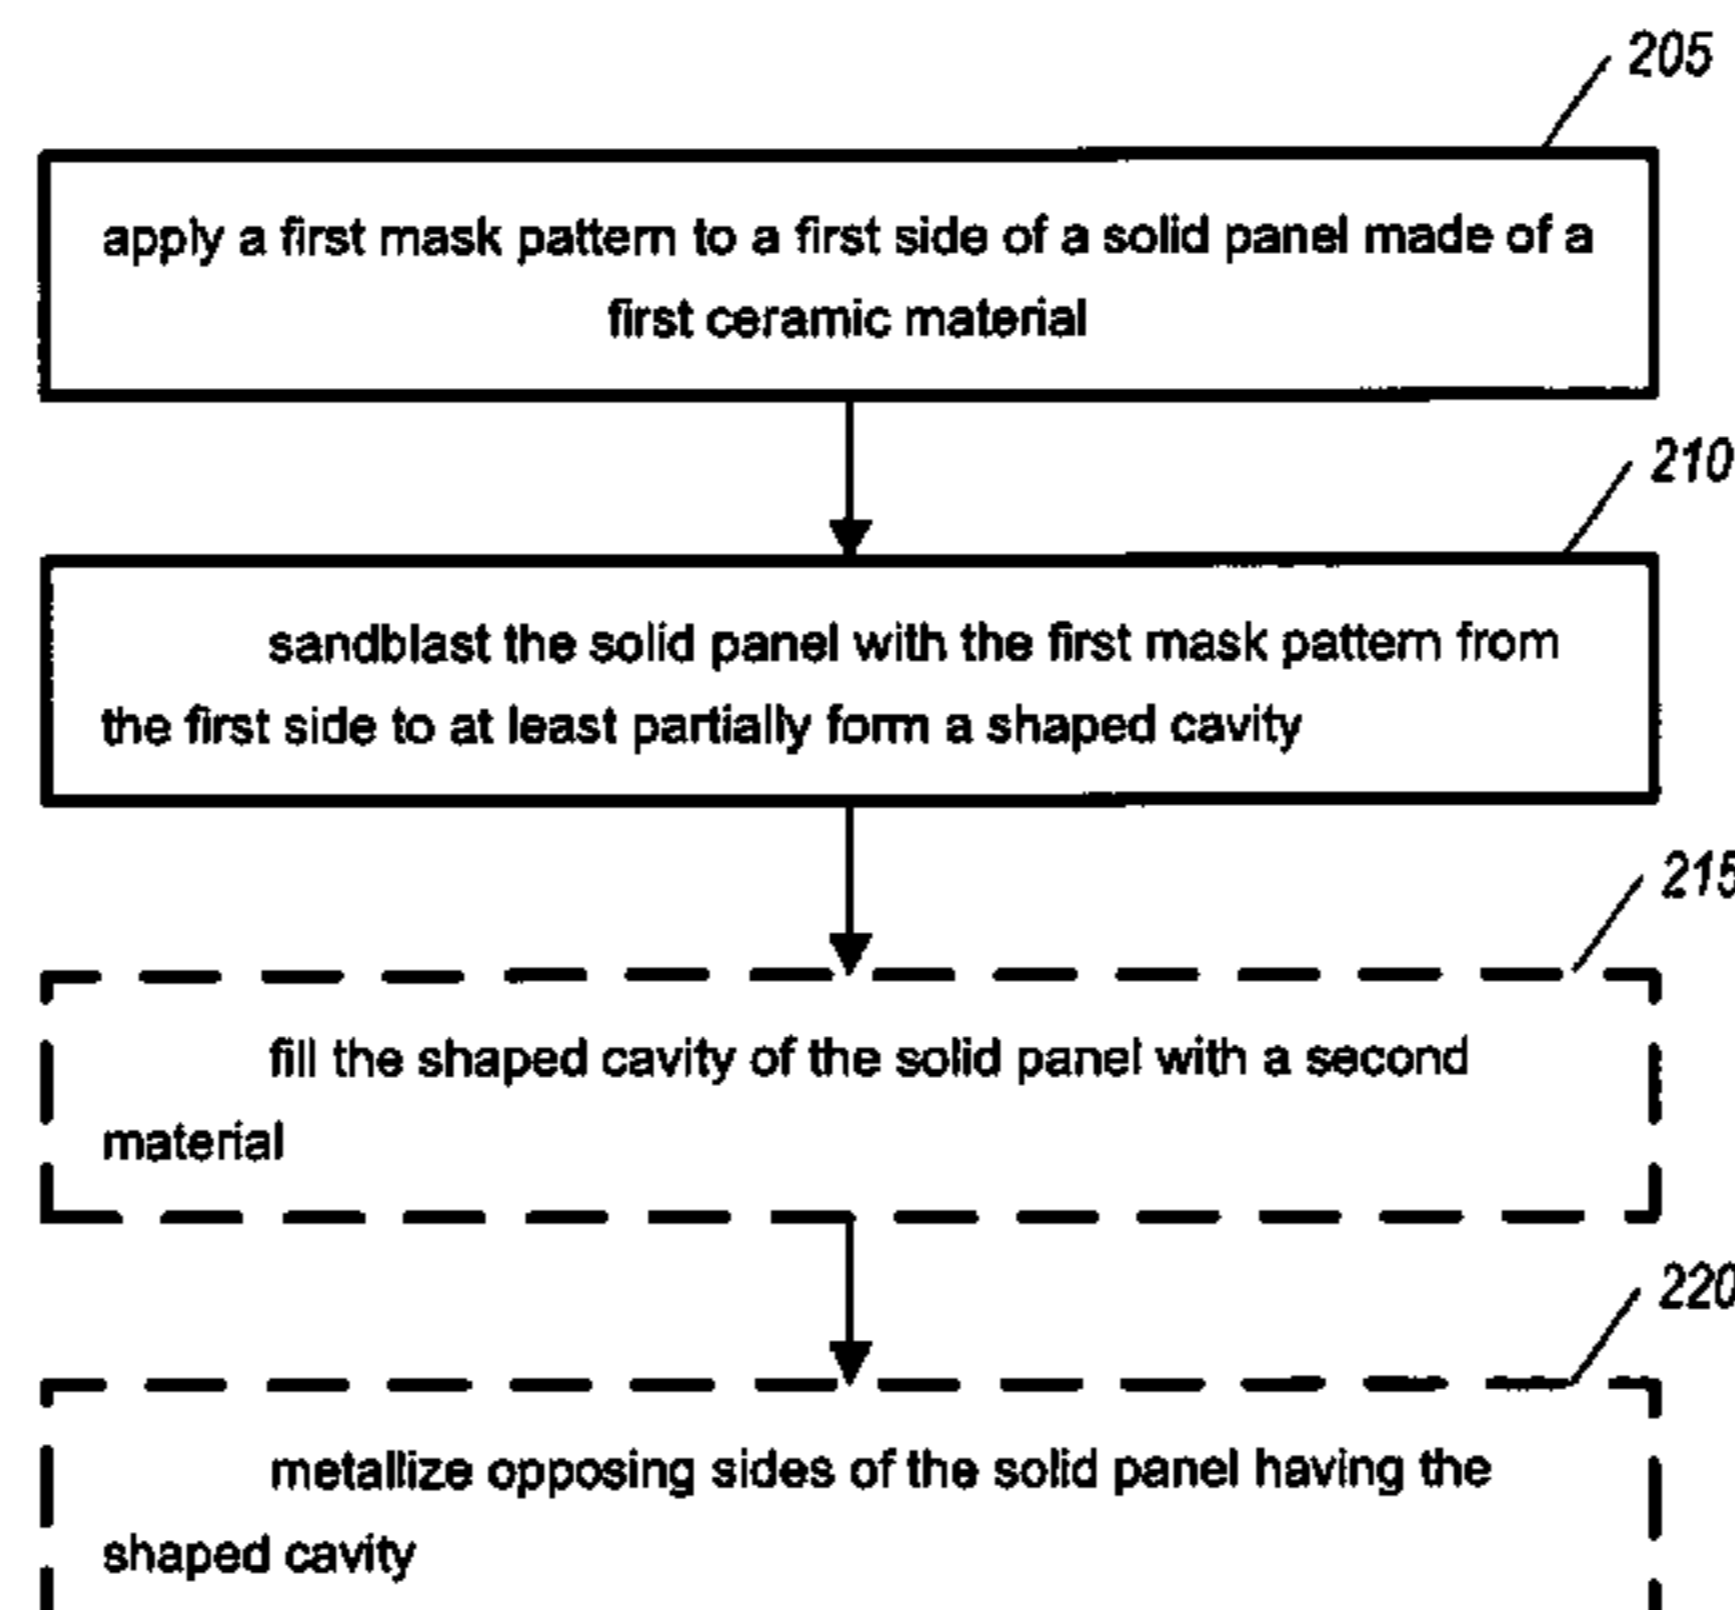 205
apply a first mask pattern to a first side of a solid panel made of a
first ceramic material
210
sandblast the solid panel with the first mask pattern from
the first side to at least partially form a shaped cavity
215
fill the shaped cavity of the solid panel with a second
material
220
metallize opposing sides of the solid panel having the
shaped cavity